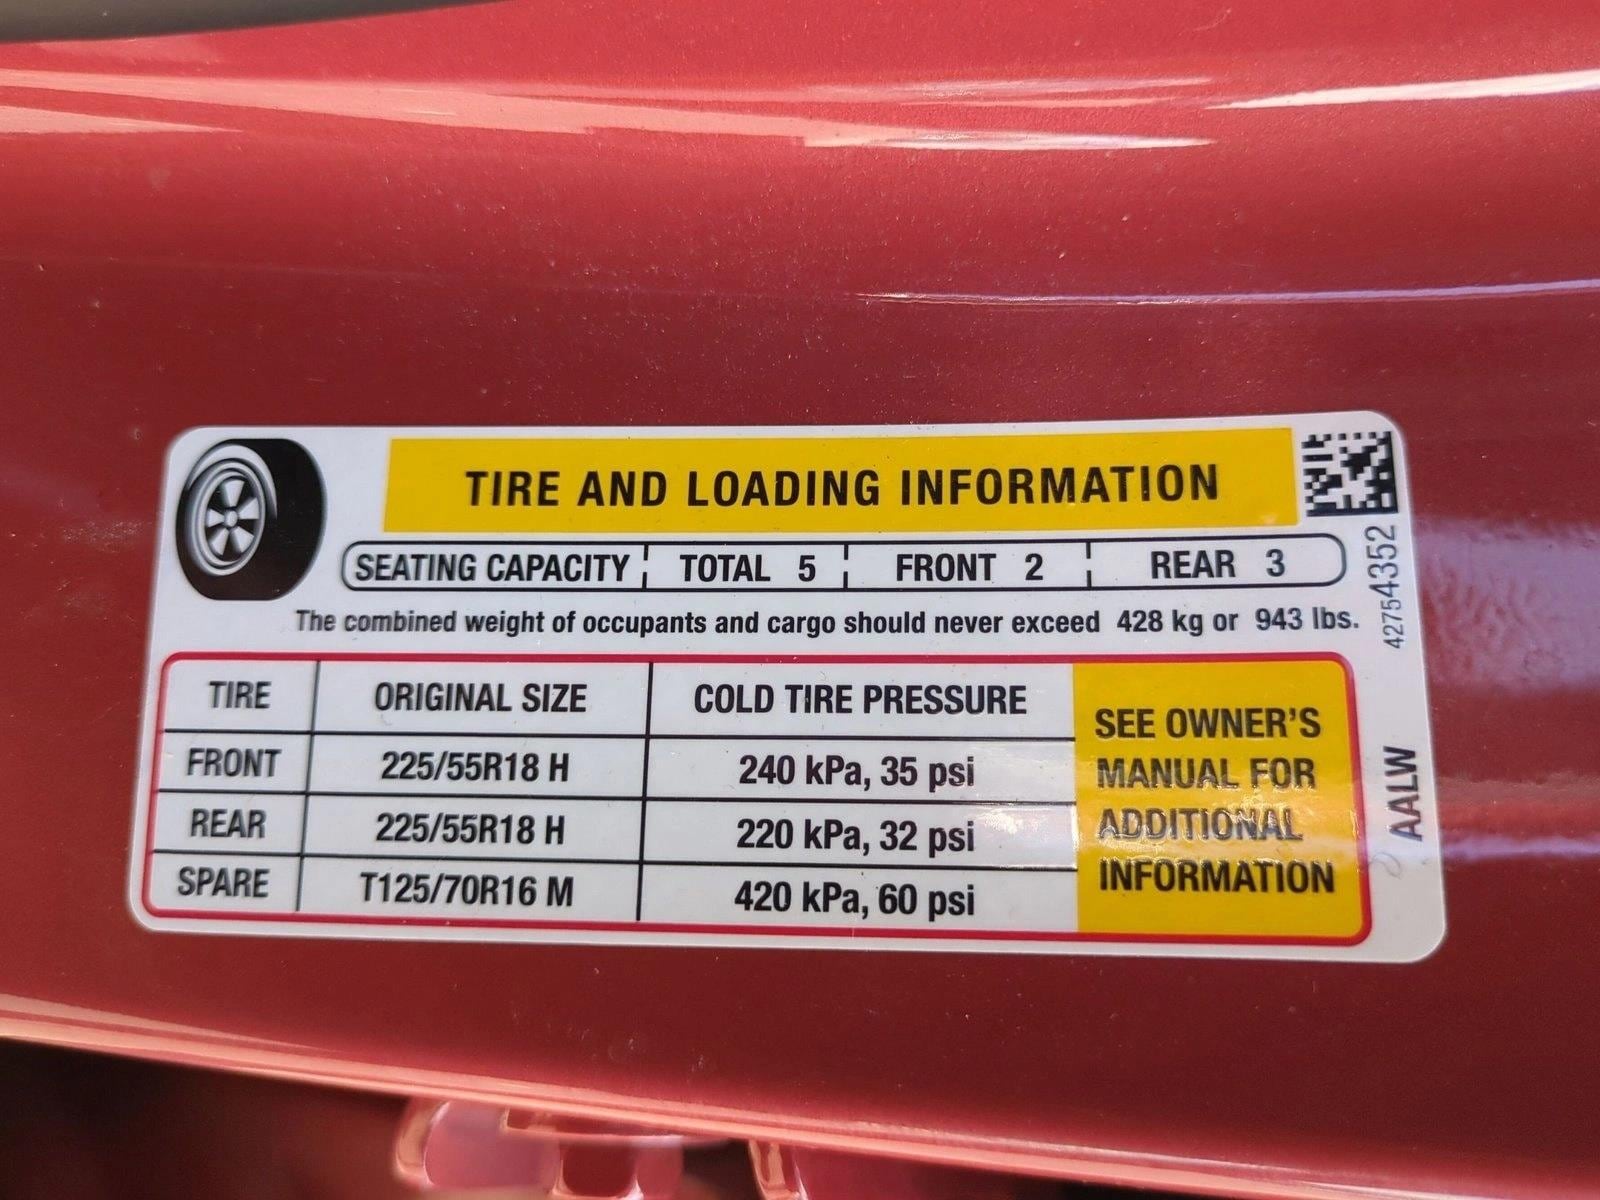 TIRE AND LOADING INFORMATION
SEATING CAPACITY TOTAL 5 FRONT 2 REAR 3
The combined weight of occupants and cargo should never exceed 428 kg or 943 lbs.
TIRE ORIGINAL SIZE COLD TIRE PRESSURE
FRONT 225/55R18 H 240 kPa, 35 psi
REAR 225/55R18 H 220 kPa, 32 psi
SPARE T125/70R16 M 420 kPa, 60 psi
SEE OWNER'S
MANUAL FOR
ADDITIONAL
INFORMATION
42754352
AALW